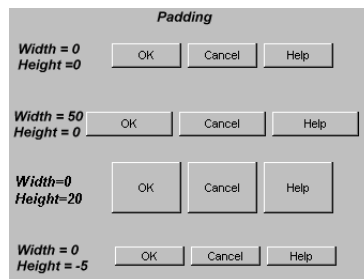 Padding
Width = 0
Height =0
OK Cancel Help
Width = 50
Height = 0
OK Cancel Help
Width=0
Height=20
OK Cancel Help
Width = 0
Height = -5
OK Cancel Help